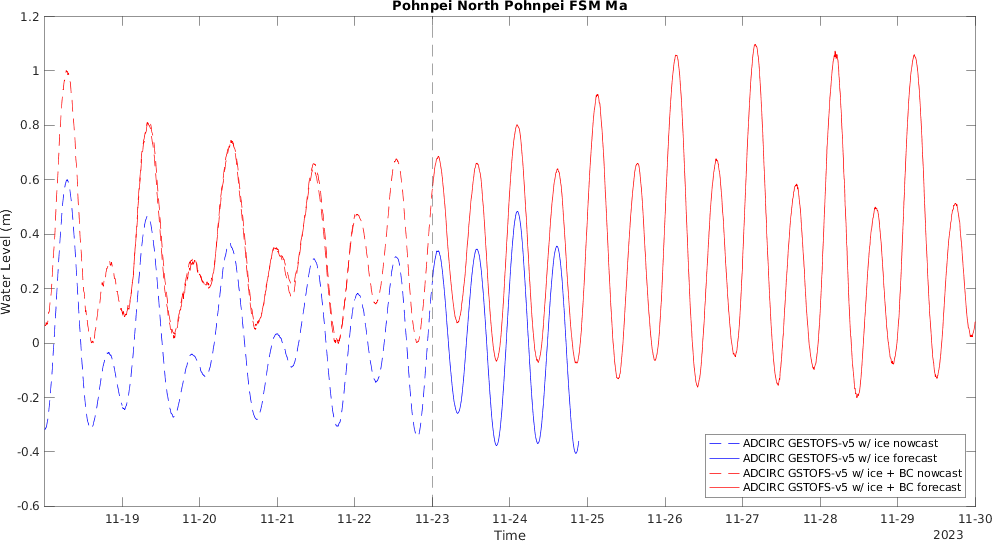 Pohnpei North Pohnpei FSM Ma
1.2
1
0.8
0.6
0.4
0.2
0
-0.2
-0.4
-0.6
Water Level (m)
11-19 11-20 11-21 11-22 11-23 11-24 11-25 11-26 11-27 11-28 11-29 11-30
Time
2023
ADCIRC GESTOFS-v5 w/ ice nowcast
ADCIRC GESTOFS-v5 w/ ice forecast
ADCIRC GSTOFS-v5 w/ ice + BC nowcast
ADCIRC GSTOFS-v5 w/ ice + BC forecast